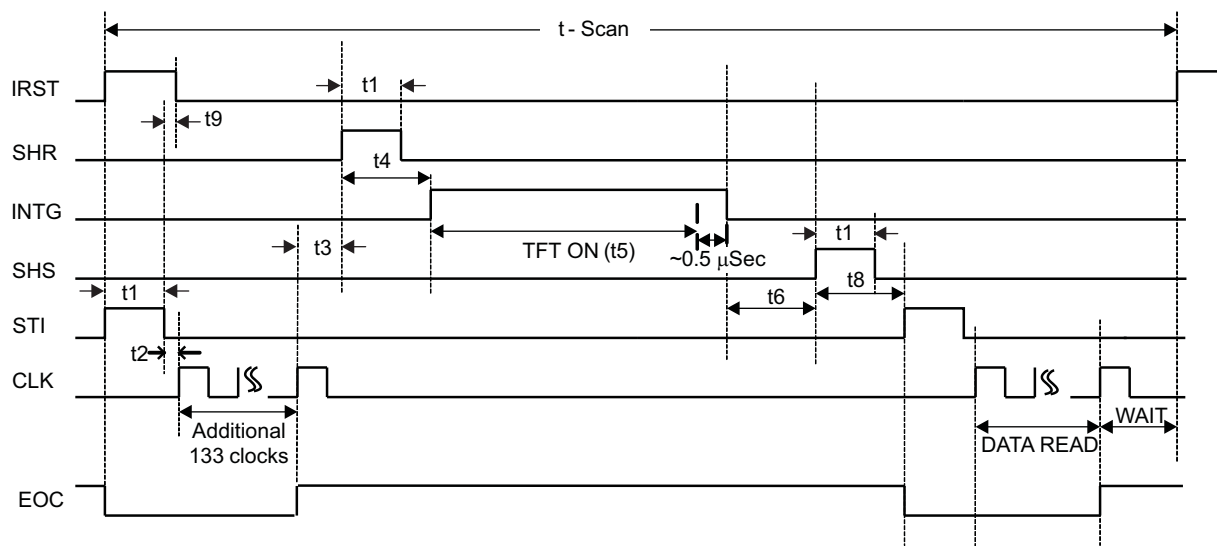 t - Scan
IRST
t1
t9
SHR
t4
INTG
t3
TFT ON (t5)
~0.5 μSec
t1
SHS
t1
t6
t8
STI
t2
CLK
Additional
133 clocks
DATA READ
WAIT
EOC